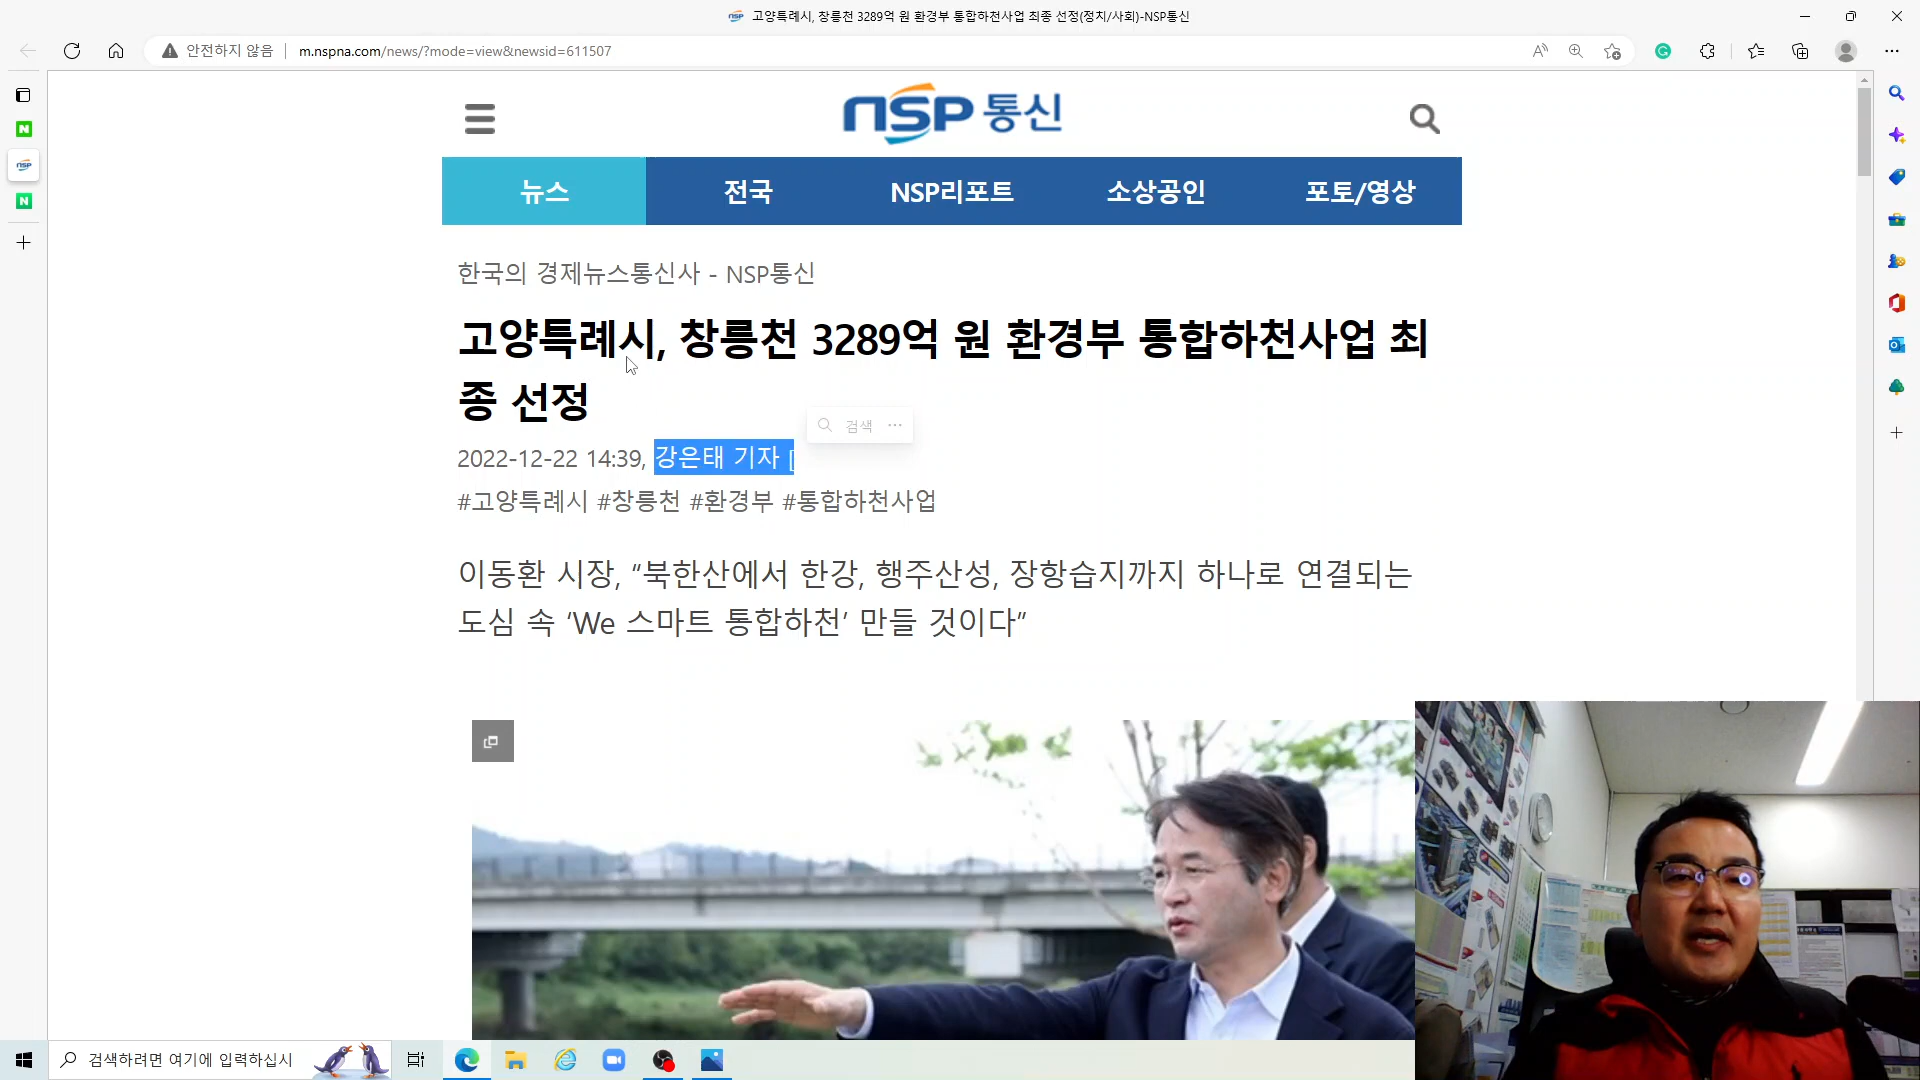 고양특례시, 창릉천 3289억 원 환경부 통합하천사업 최종 선정(정치/사회)-NSP통신
안전하지 않음
m.nspna.com/news/?mode=view&newsid=611507
NSP 통신
뉴스 전국 NSP리포트 소상공인 포토/영상
한국의 경제뉴스통신사 - NSP통신
고양특례시, 창릉천 3289억 원 환경부 통합하천사업 최
종 선정
검색
2022-12-22 14:39, 강은태 기자 [
#고양특례시 #창릉천 #환경부 #통합하천사업
이동환 시장, “북한산에서 한강, 행주산성, 장항습지까지 하나로 연결되는
도심 속 ‘We 스마트 통합하천’ 만들 것이다”
검색하려면 여기에 입력하십시